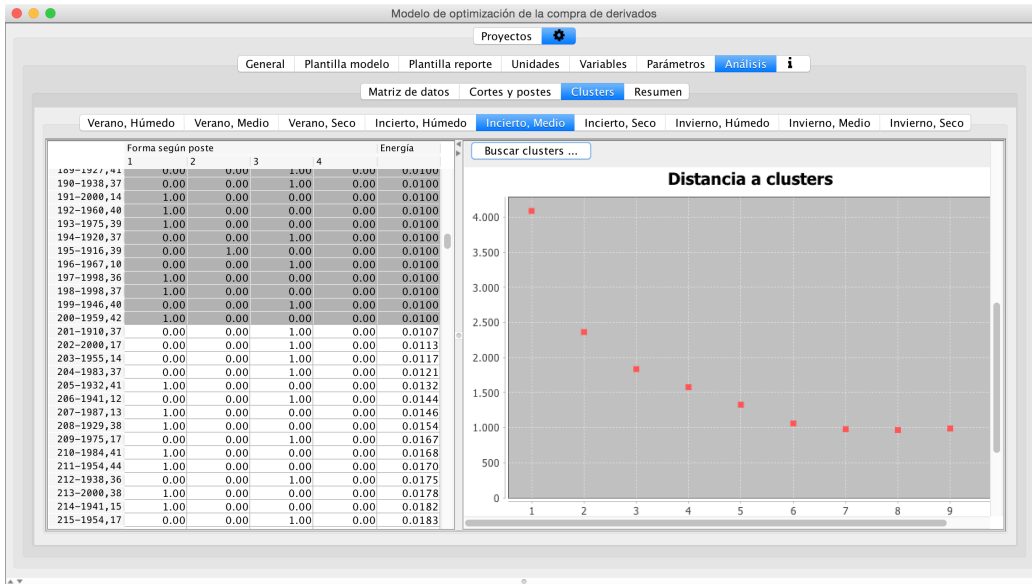 Modelo de optimización de la compra de derivados
Proyectos
General Plantilla modelo Plantilla reporte Unidades Variables Parámetros Análisis i
Matriz de datos Cortes y postes Clusters Resumen
Verano, Húmedo Verano, Medio Verano, Seco Incierto, Húmedo Incierto, Medio Incierto, Seco Invierno, Húmedo Invierno, Medio Invierno, Seco
Forma según poste Energía
1 2 3 4
189-1927,41 0.00 0.00 1.00 0.00 0.0100
190-1938,37 0.00 0.00 1.00 0.00 0.0100
191-2000,14 1.00 0.00 0.00 0.00 0.0100
192-1960,40 0.00 0.00 1.00 0.00 0.0100
193-1975,39 1.00 0.00 0.00 0.00 0.0100
194-1920,37 0.00 0.00 1.00 0.00 0.0100
195-1916,39 0.00 1.00 0.00 0.00 0.0100
196-1967,10 0.00 0.00 1.00 0.00 0.0100
197-1998,36 1.00 0.00 0.00 0.00 0.0100
198-1998,37 1.00 0.00 0.00 0.00 0.0100
199-1946,40 0.00 0.00 1.00 0.00 0.0100
200-1959,42 1.00 0.00 0.00 0.00 0.0100
201-1910,37 0.00 0.00 1.00 0.00 0.0107
202-2000,17 0.00 0.00 1.00 0.00 0.0113
203-1955,14 0.00 0.00 1.00 0.00 0.0117
204-1983,37 0.00 0.00 1.00 0.00 0.0121
205-1932,41 1.00 0.00 0.00 0.00 0.0132
206-1941,12 0.00 0.00 1.00 0.00 0.0144
207-1987,13 1.00 0.00 0.00 0.00 0.0146
208-1929,38 1.00 0.00 0.00 0.00 0.0154
209-1975,17 0.00 0.00 1.00 0.00 0.0167
210-1984,41 1.00 0.00 0.00 0.00 0.0168
211-1954,44 1.00 0.00 0.00 0.00 0.0170
212-1938,36 0.00 0.00 1.00 0.00 0.0175
213-2000,38 1.00 0.00 0.00 0.00 0.0178
214-1941,15 1.00 0.00 0.00 0.00 0.0182
215-1954,17 0.00 0.00 1.00 0.00 0.0183
Buscar clusters ...
Distancia a clusters
4.000
3.500
3.000
2.500
2.000
1.500
1.000
500
0
1 2 3 4 5 6 7 8 9